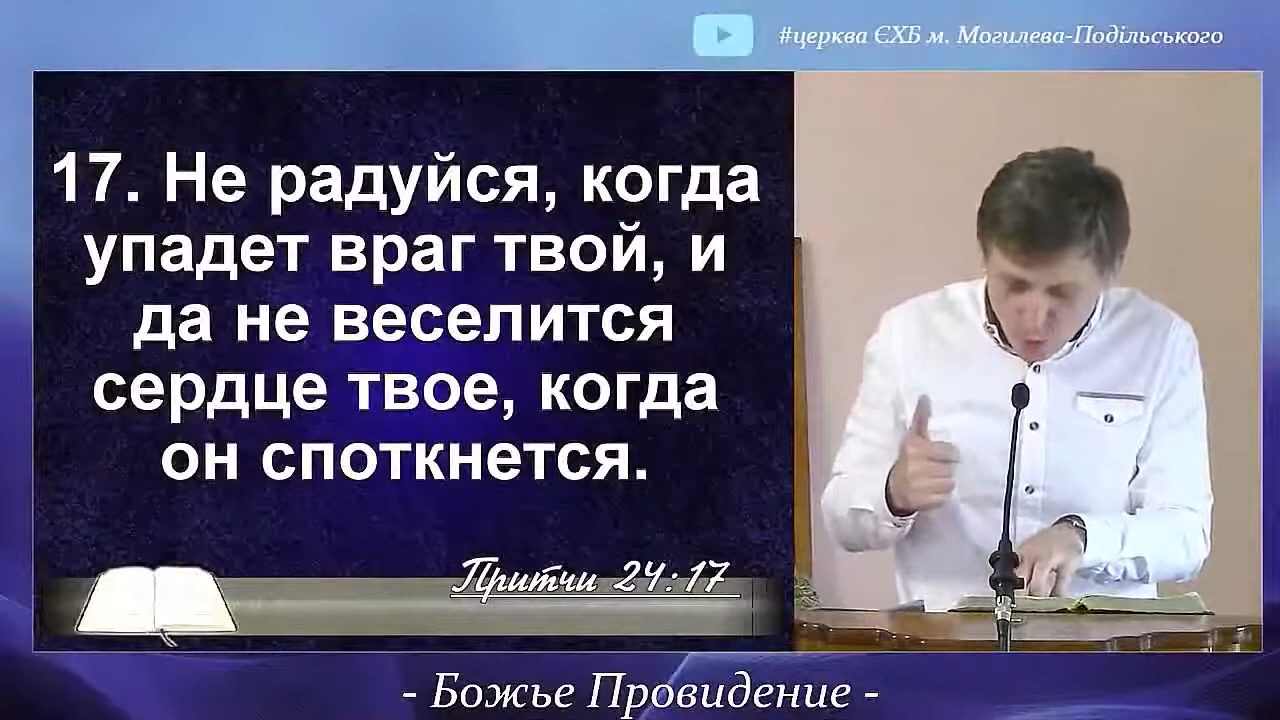 #церква ЄХБ м. Могилева-Подільського
17. Не радуйся, когда
упадет враг твой, и
да не веселится
сердце твое, когда
он споткнется.
Притчи 24:17
- Божье Провидение -